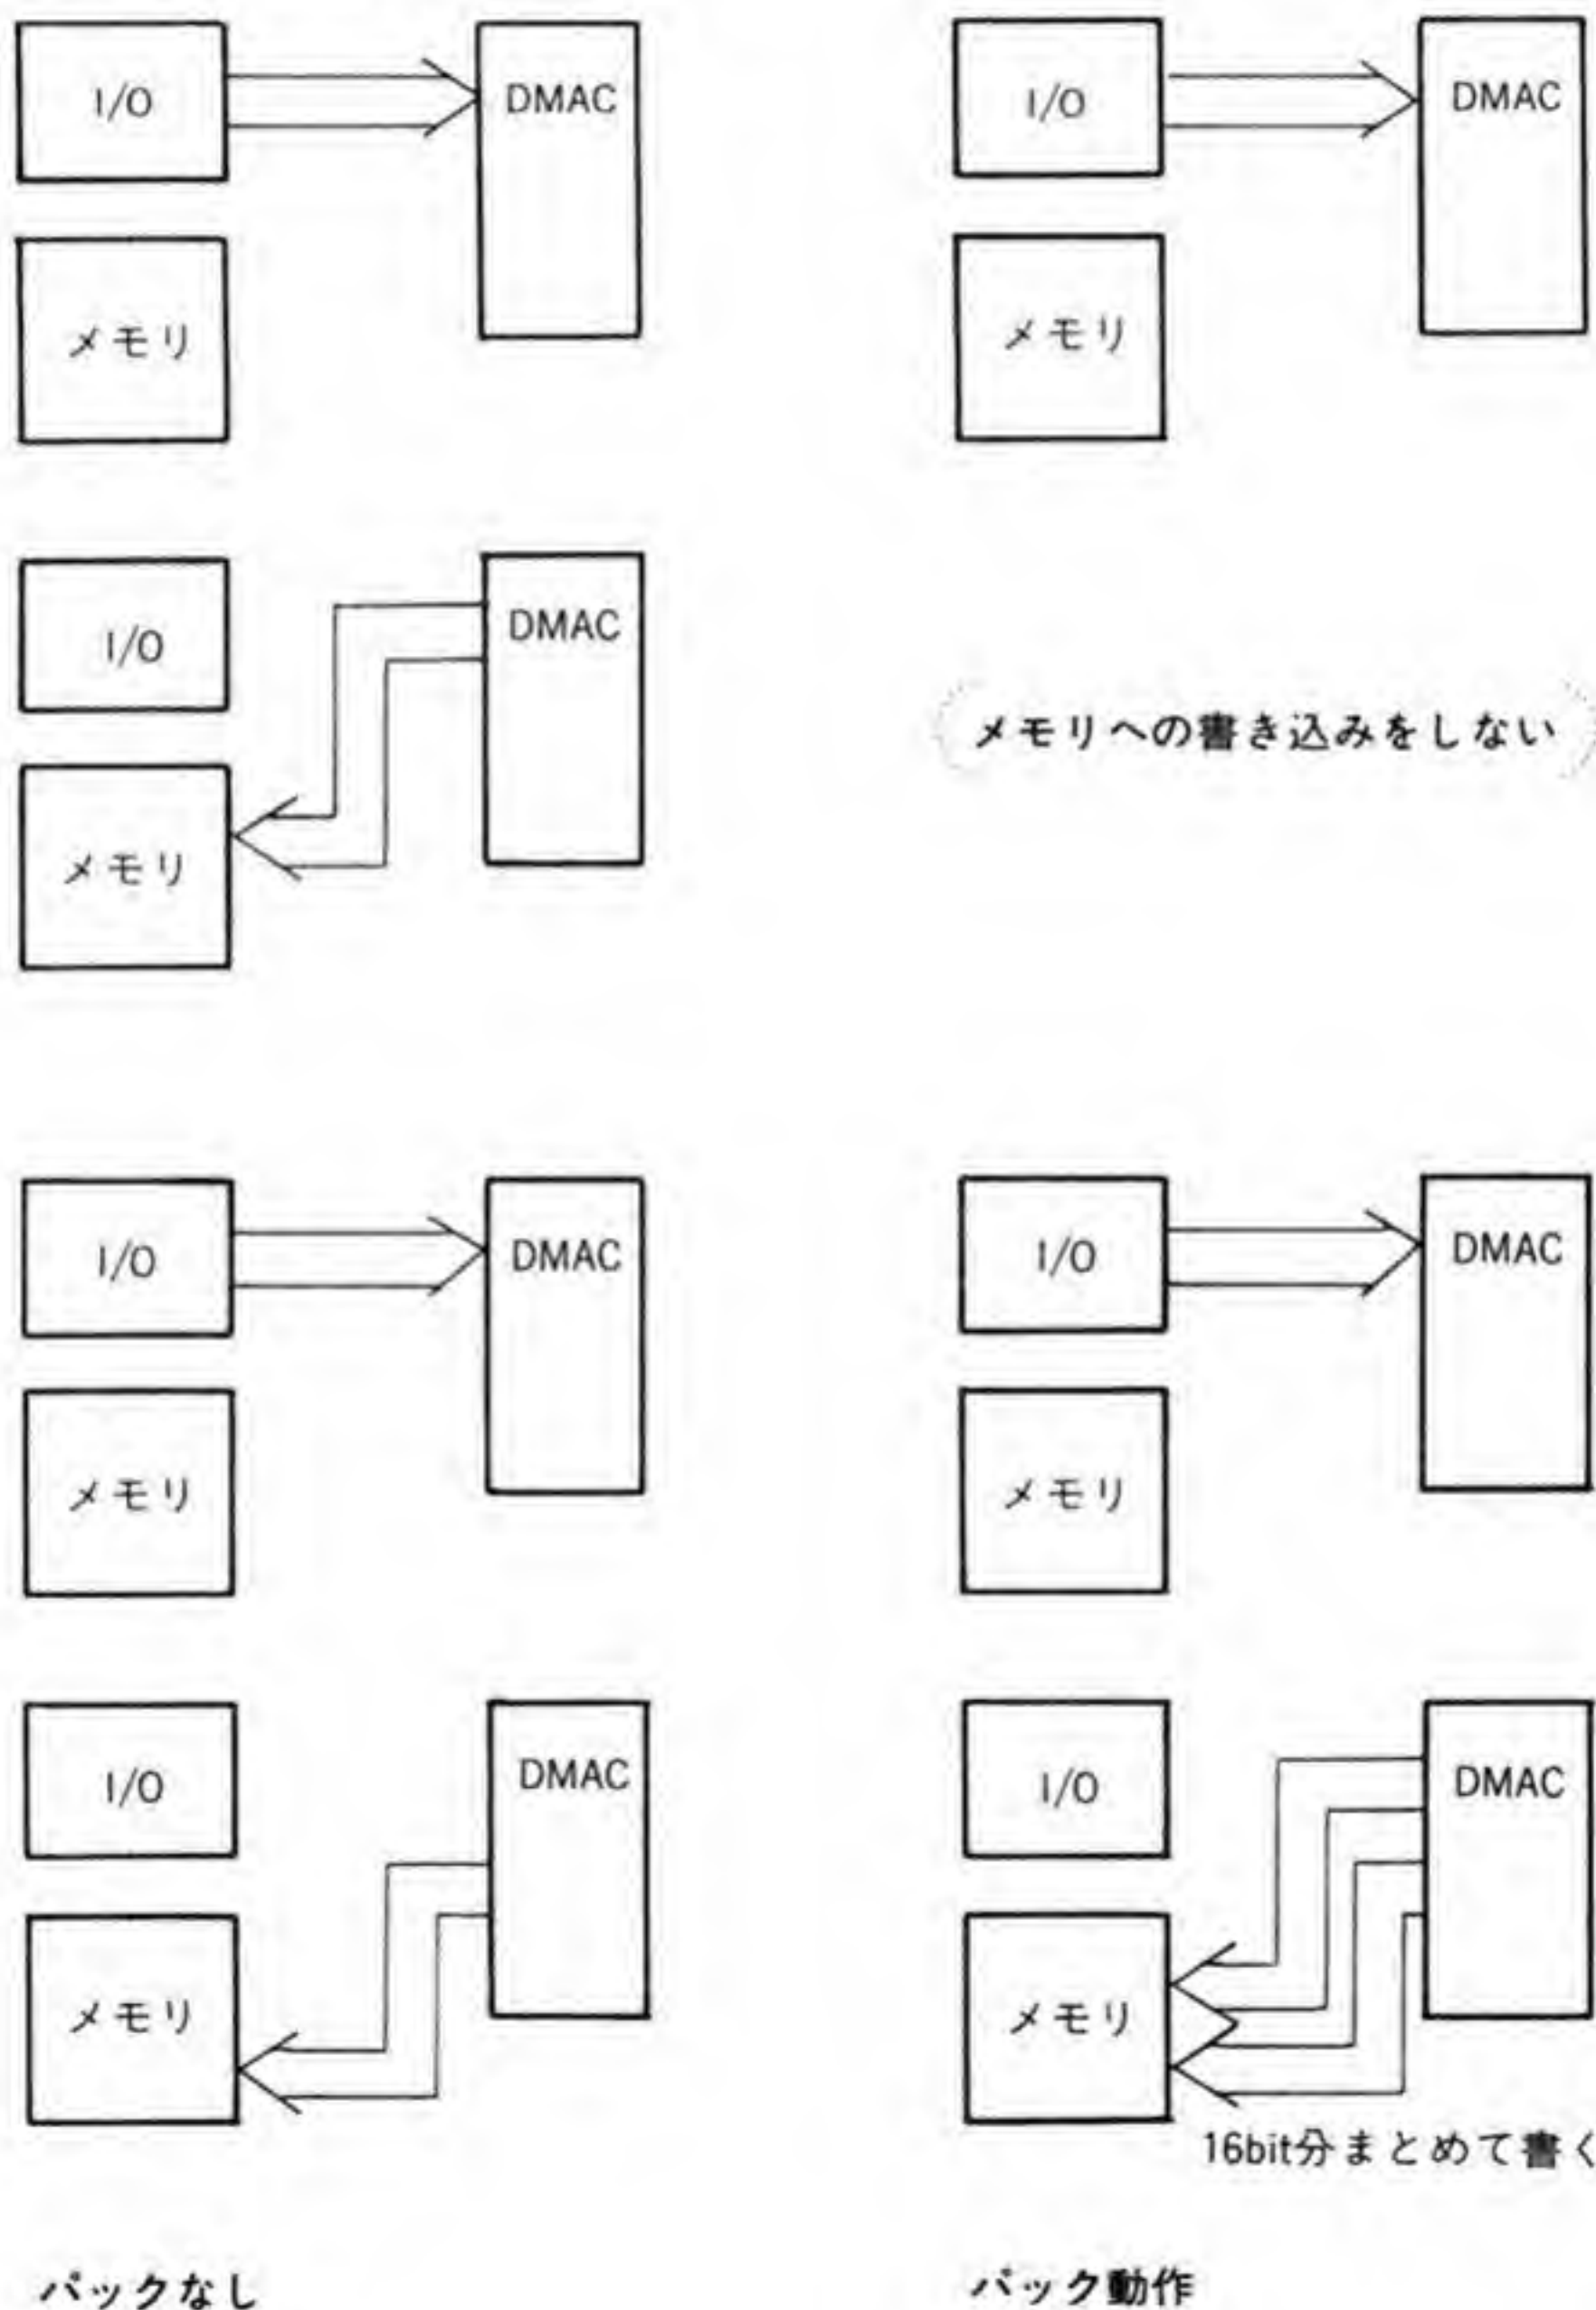 I/O
DMAC
メモリ
I/O
DMAC
メモリ
I/O
DMAC
メモリ
メモリへの書き込みをしない
I/O
DMAC
メモリ
I/O
DMAC
メモリ
I/O
DMAC
メモリ
I/O
DMAC
メモリ
16bit分まとめて書く
パックなし
パック動作